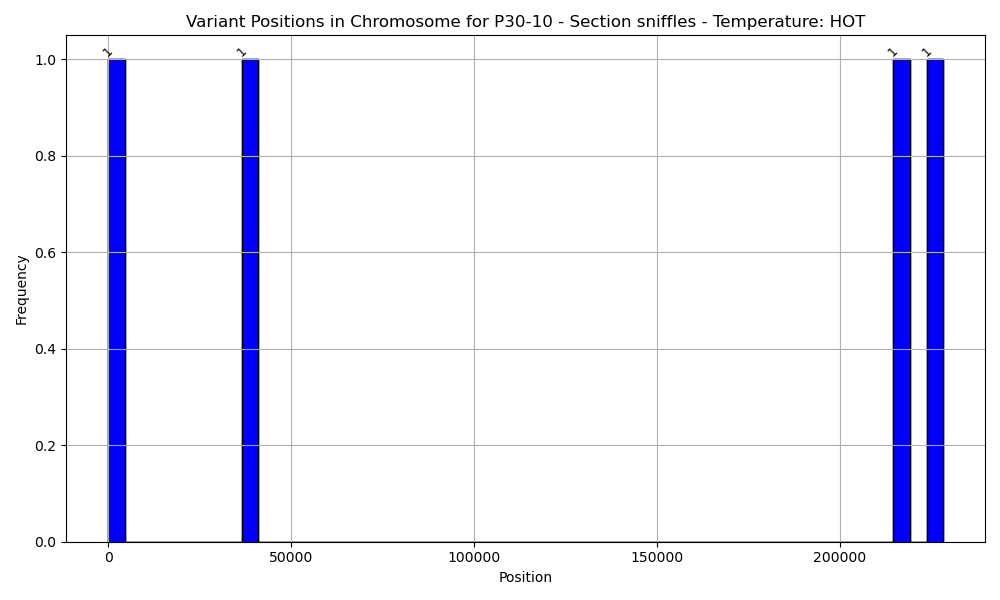 Variant Positions in Chromosome for P30-10 - Section sniffles - Temperature: HOT
1 1 1 1
1.0
0.8
0.6
0.4
0.2
0.0
Frequency
0 50000 100000 150000 200000
Position